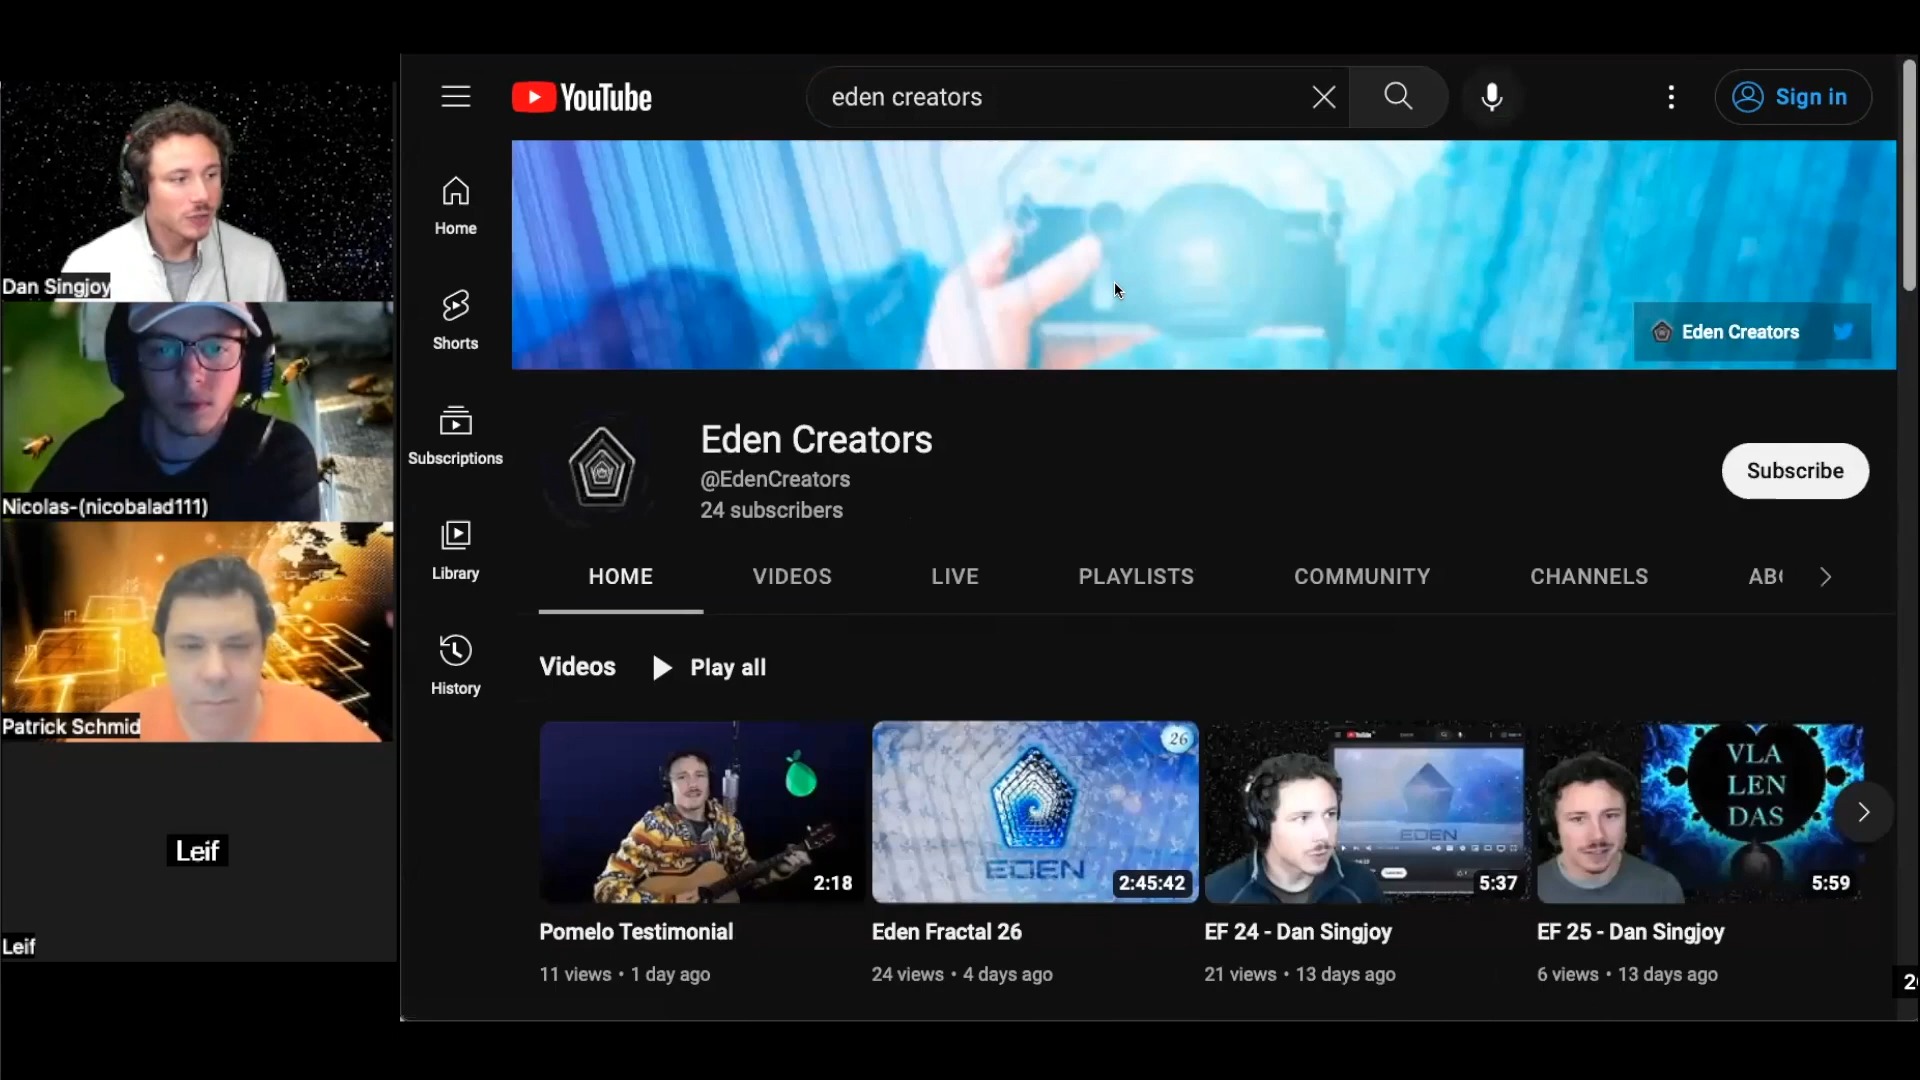 Dan Singjoy
Nicolas-(nicobalad111)
Patrick Schmid
Leif
Leif
YouTube
eden creators
Sign in
Home
Shorts
Subscriptions
Library
History
Eden Creators
Eden Creators
@EdenCreators
24 subscribers
Subscribe
HOME
VIDEOS
LIVE
PLAYLISTS
COMMUNITY
CHANNELS
Videos
Play all
2:18
Pomelo Testimonial
11 views • 1 day ago
26
EDEN
2:45:42
Eden Fractal 26
24 views • 4 days ago
EDEN
5:37
EF 24 - Dan Singjoy
21 views • 13 days ago
VLA
LEN
DAS
5:59
EF 25 - Dan Singjoy
6 views • 13 days ago